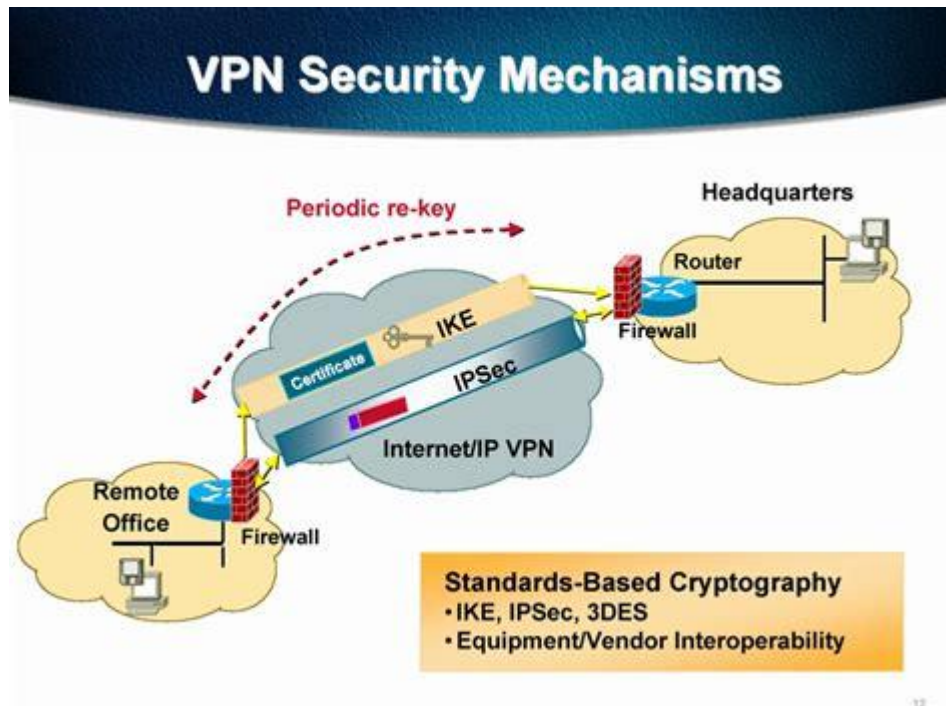 VPN Security Mechanisms
Periodic re-key
Headquarters
Router
Firewall
IKE
Certificate
IPSec
Internet/IP VPN
Remote
Office
Firewall
Standards-Based Cryptography
•IKE, IPSec, 3DES
•Equipment/Vendor Interoperability